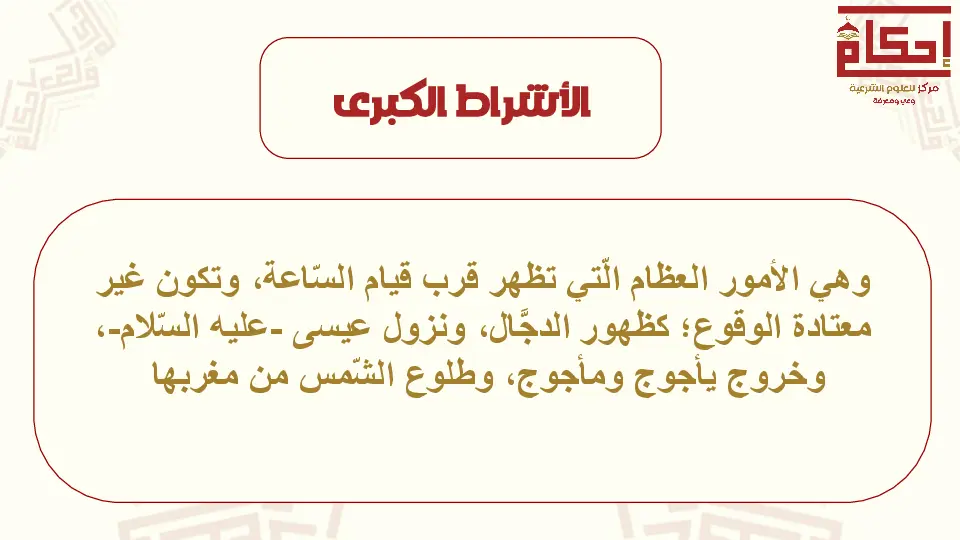 إحكام
مركز للعلوم الشرعية
وعي ومعرفة
الأشراط الكبرى
وهي الأمور العظام الّتي تظهر قرب قيام السّاعة، وتكون غير
معتادة الوقوع؛ كظهور الدجَّال، ونزول عيسى -عليه السّلام-،
وخروج يأجوج ومأجوج، وطلوع الشّمس من مغربها